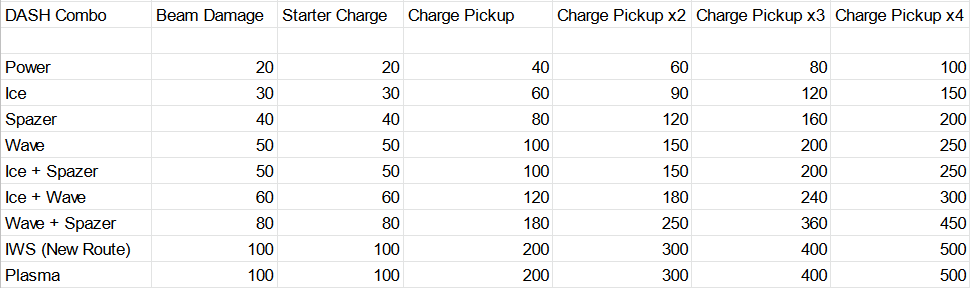 DASH Combo Beam Damage Starter Charge Charge Pickup Charge Pickup x2 Charge Pickup x3 Charge Pickup x4
Power 20 20 40 60 80 100
Ice 30 30 60 90 120 150
Spazer 40 40 80 120 160 200
Wave 50 50 100 150 200 250
Ice + Spazer 50 50 100 150 200 250
Ice + Wave 60 60 120 180 240 300
Wave + Spazer 80 80 180 250 360 450
IWS (New Route) 100 100 200 300 400 500
Plasma 100 100 200 300 400 500